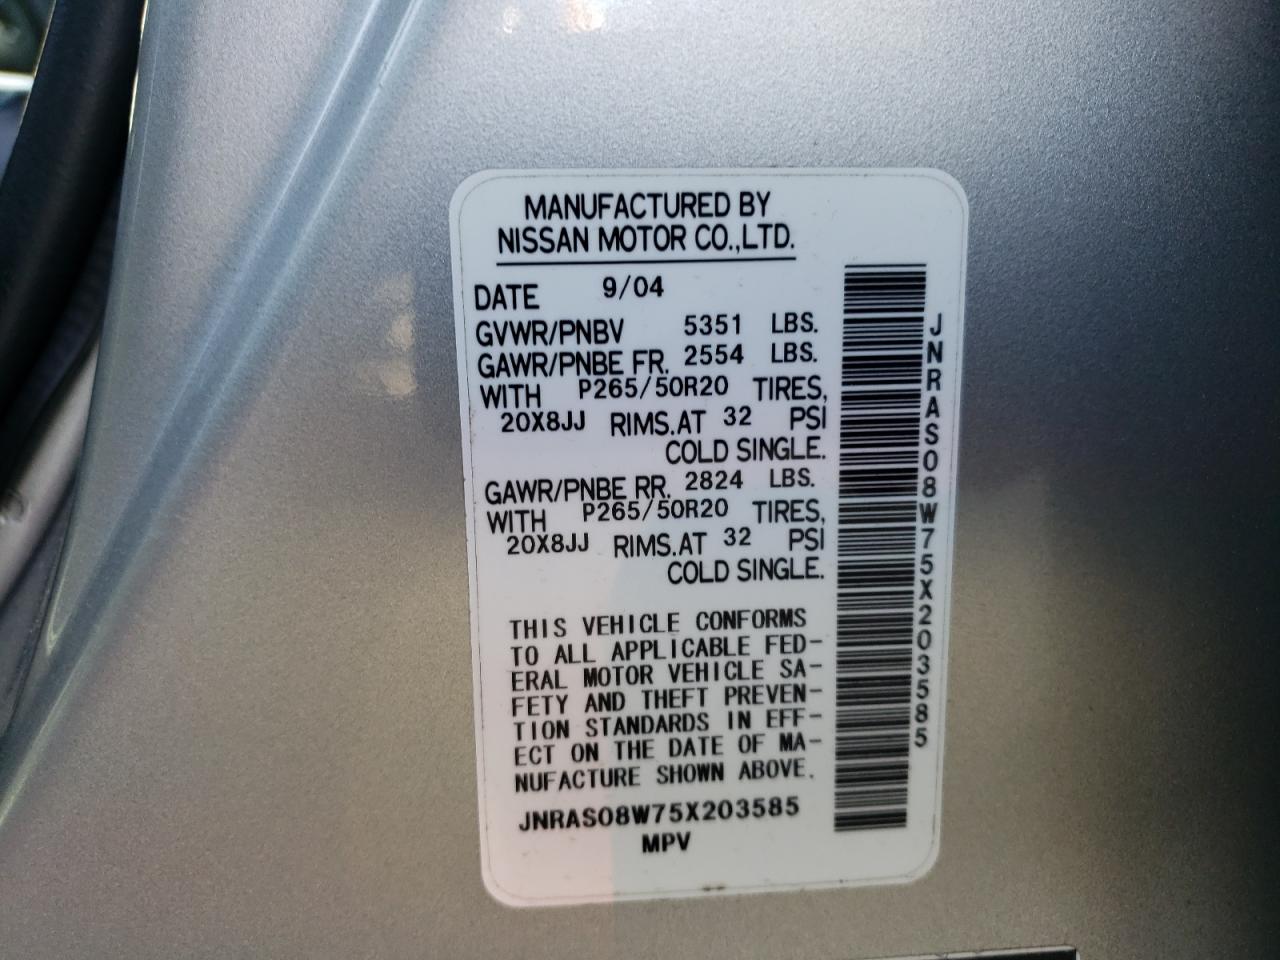 MANUFACTURED BY
NISSAN MOTOR CO.,LTD.
DATE 9/04
GVWR/PNBV 5351 LBS.
GAWR/PNBE FR. 2554 LBS.
WITH P265/50R20 TIRES,
20X8JJ RIMS.AT 32 PSI
COLD SINGLE.
GAWR/PNBE RR. 2824 LBS.
WITH P265/50R20 TIRES,
20X8JJ RIMS.AT 32 PSI
COLD SINGLE.
THIS VEHICLE CONFORMS
TO ALL APPLICABLE FED-
ERAL MOTOR VEHICLE SA-
FETY AND THEFT PREVEN-
TION STANDARDS IN EFF-
ECT ON THE DATE OF MA-
NUFACTURE SHOWN ABOVE.
JNRAS08W75X203585
MPV
JNRAS08W75X203585